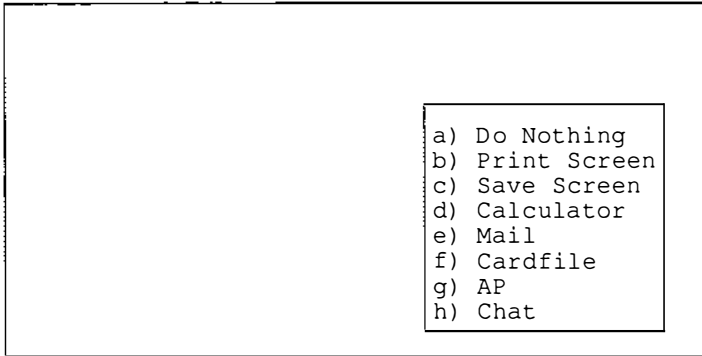 a) Do Nothing
b) Print Screen
c) Save Screen
d) Calculator
e) Mail
f) Cardfile
g) AP
h) Chat